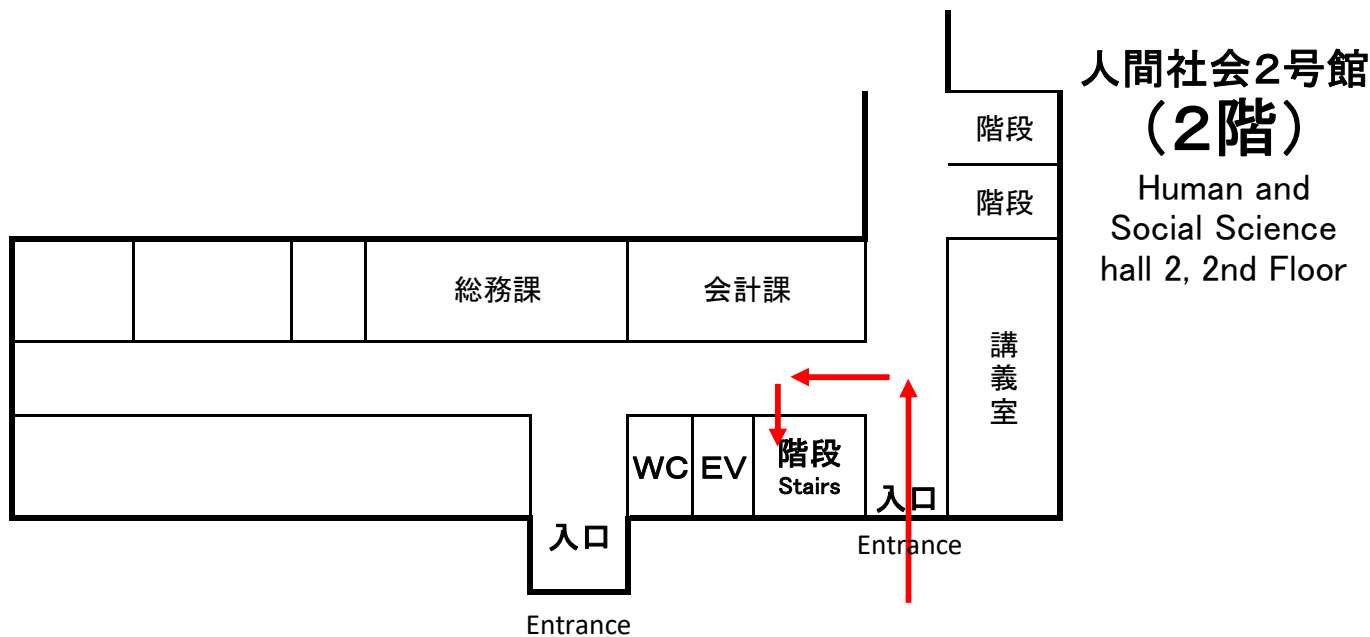 人間社会2号館
（2階）
Human and
Social Science
hall 2, 2nd Floor
階段
階段
総務課
会計課
講義室
WC
EV
階段
Stairs
入口
Entrance
入口
Entrance